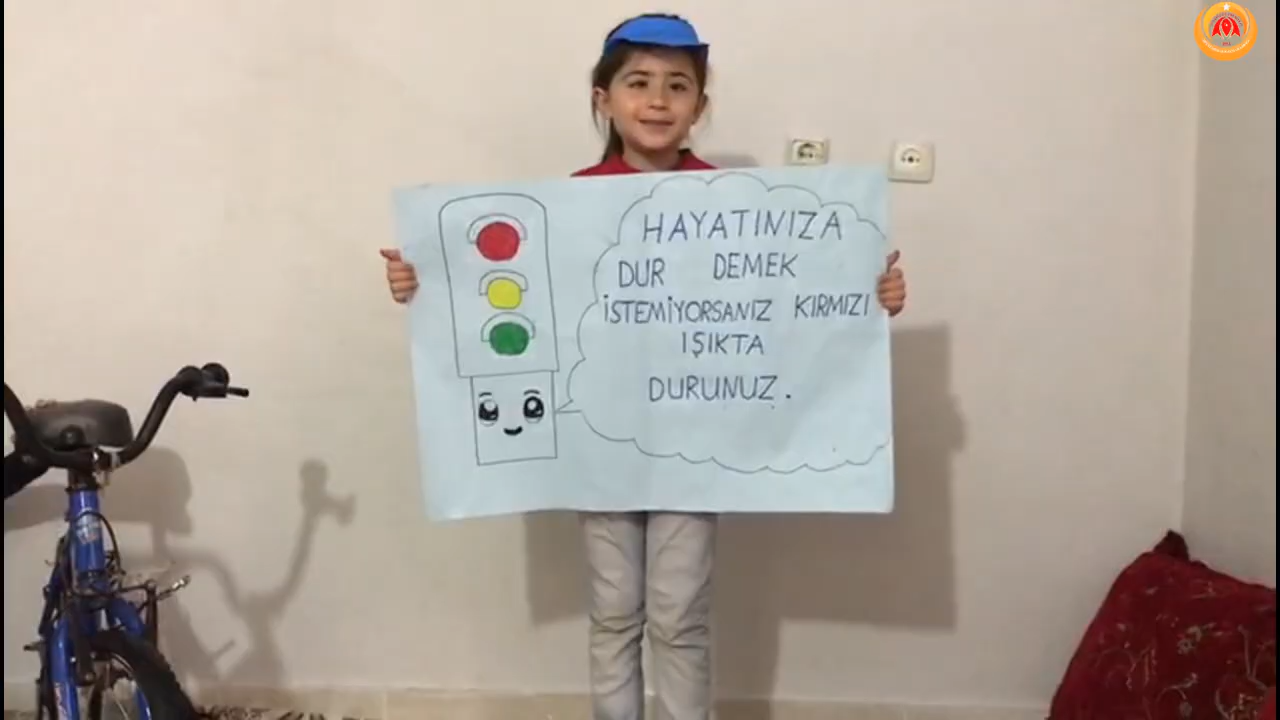 HAYATINIZA
DUR DEMEK
İSTEMİYORSANIZ KIRMIZI
IŞIKTA
DURUNUZ.